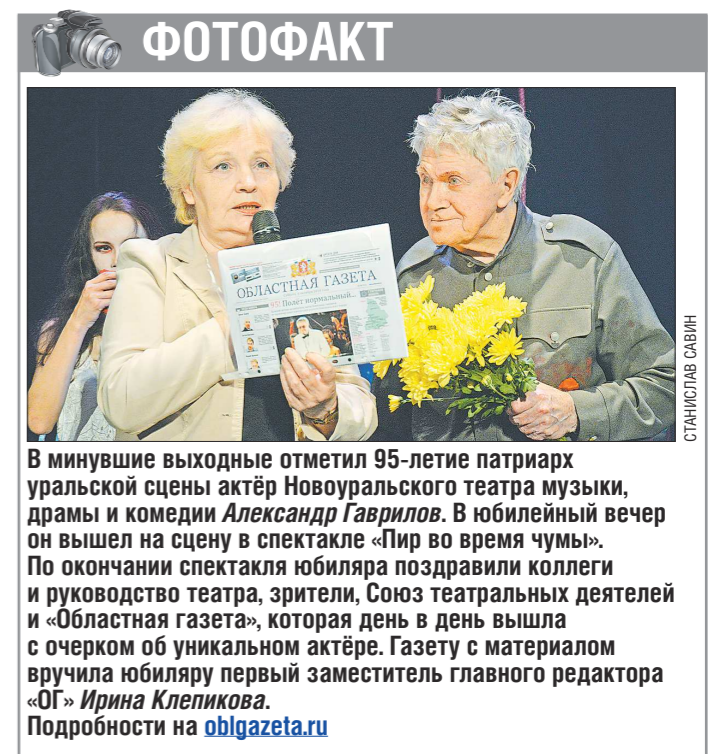 ФОТОФАКТ
ОБЛАСТНАЯ ГАЗЕТА
95! Полёт нормальный...
СТАНИСЛАВ САВИН
В минувшие выходные отметил 95-летие патриарх
уральской сцены актёр Новоуральского театра музыки,
драмы и комедии Александр Гаврилов. В юбилейный вечер
он вышел на сцену в спектакле «Пир во время чумы».
По окончании спектакля юбиляра поздравили коллеги
и руководство театра, зрители, Союз театральных деятелей
и «Областная газета», которая день в день вышла
с очерком об уникальном актёре. Газету с материалом
вручила юбиляру первый заместитель главного редактора
«ОГ» Ирина Клепикова.
Подробности на oblgazeta.ru